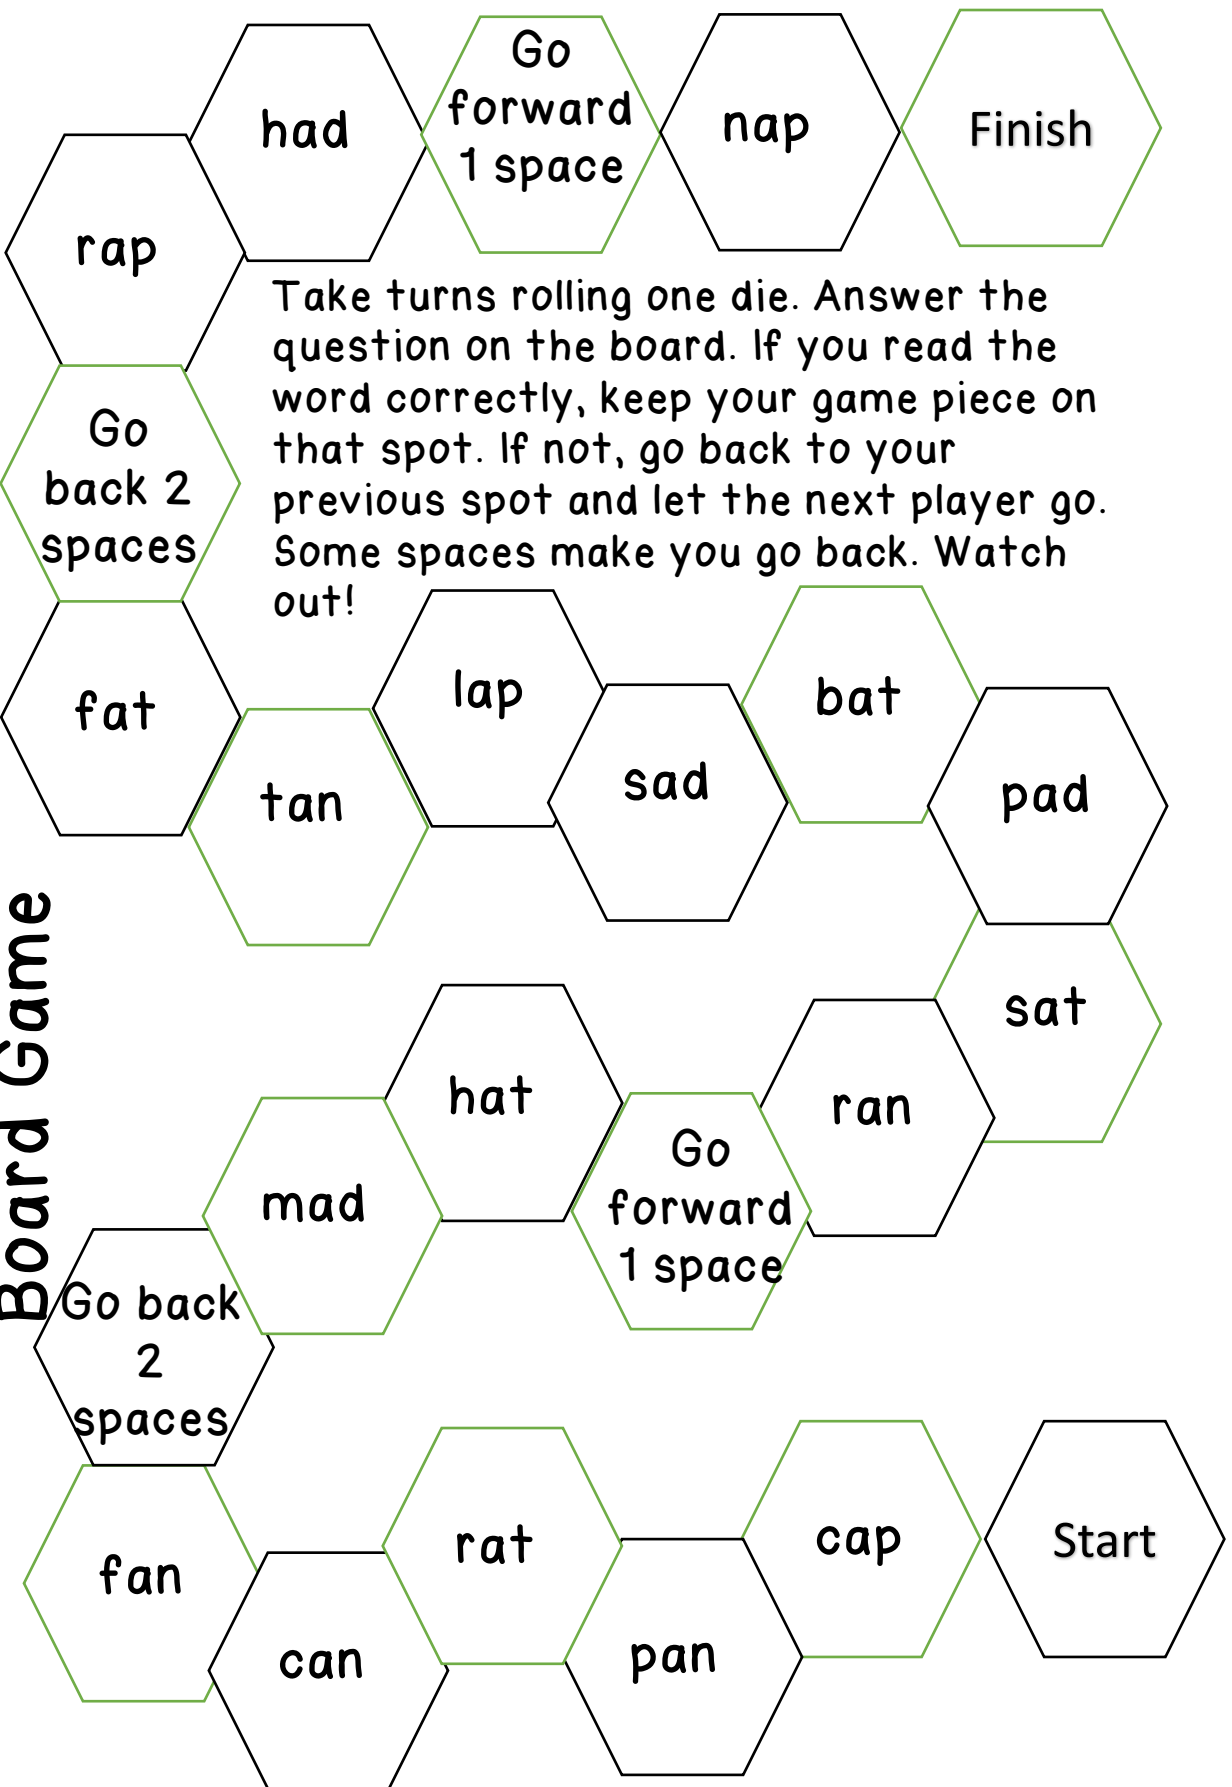 Go
forward
1 space
had
nap
Finish
rap
Take turns rolling one die. Answer the
question on the board. If you read the
word correctly, keep your game piece on
that spot. If not, go back to your
previous spot and let the next player go.
Some spaces make you go back. Watch
out!
Go
back 2
spaces
fat
tan
lap
sad
bat
pad
sat
ran
Go
forward
1 space
hat
mad
Board Game
Go back
2
spaces
fan
can
rat
pan
cap
Start